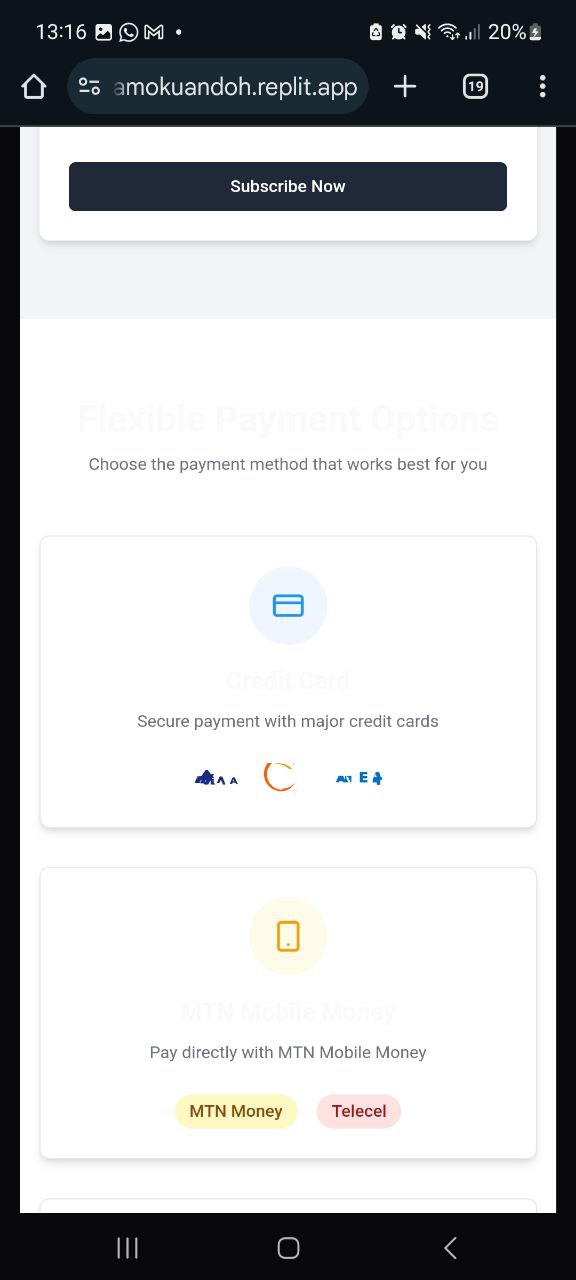 13:16
20%
amokuandoh.replit.app
19
Subscribe Now
Flexible Payment Options
Choose the payment method that works best for you
Credit Card
Secure payment with major credit cards
MTN Mobile Money
Pay directly with MTN Mobile Money
MTN Money
Telecel